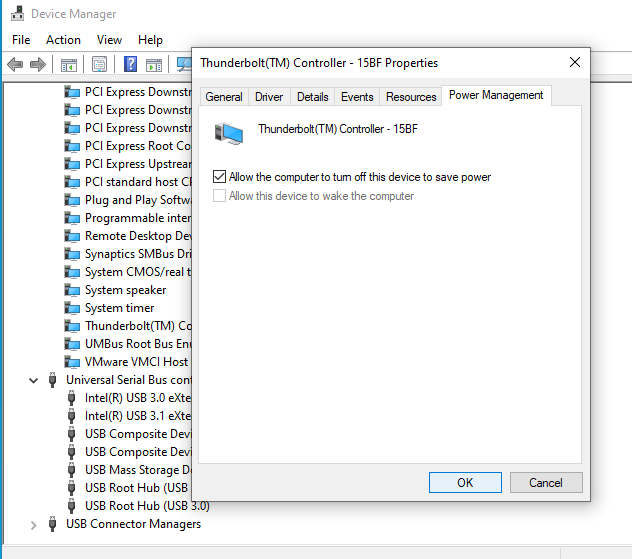 Device Manager
File Action View Help
Thunderbolt(TM) Controller - 15BF Properties
General Driver Details Events Resources Power Management
Thunderbolt(TM) Controller - 15BF
Allow the computer to turn off this device to save power
Allow this device to wake the computer
OK Cancel
PCI Express Downstr
PCI Express Downstr
PCI Express Downstr
PCI Express Root Co
PCI Express Upstrea
PCI standard host C
Plug and Play Softwa
Programmable inter
Remote Desktop Dev
Synaptics SMBus Dri
System CMOS/real t
System speaker
System timer
Thunderbolt(TM) Co
UMBus Root Bus Enu
VMware VMCI Host
Universal Serial Bus cont
Intel(R) USB 3.0 eXte
Intel(R) USB 3.1 eXte
USB Composite Devi
USB Composite Devi
USB Mass Storage De
USB Root Hub (USB
USB Root Hub (USB 3.0)
USB Connector Managers